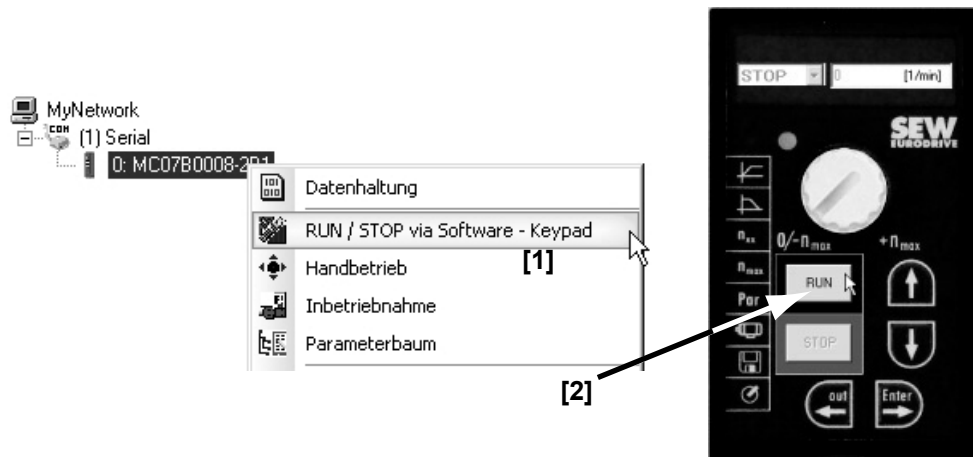 MyNetwork
COM
(1) Serial
0: MC07B0008-2B1
Datenhaltung
RUN / STOP via Software - Keypad
[1]
Handbetrieb
Inbetriebnahme
Parameterbaum
[2]
STOP 0 [1/min]
SEW
EURODRIVE
0/-n max
+n max
n max
Par
RUN
STOP
out
Enter